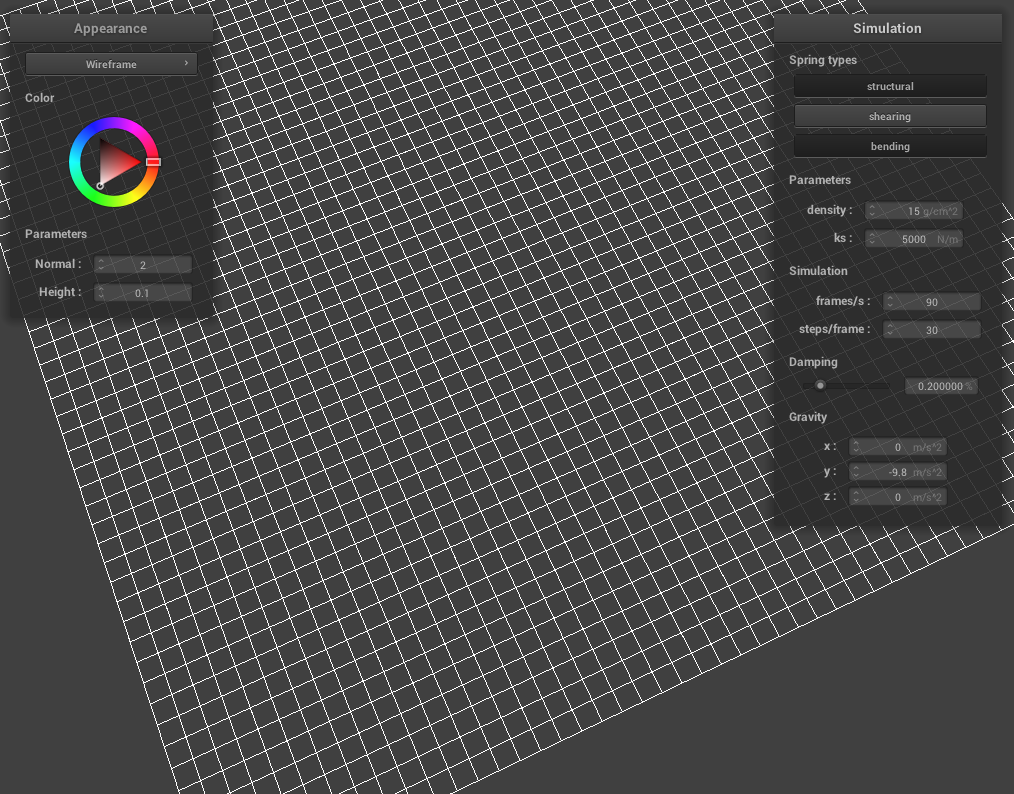 Appearance
Wireframe ›
Color
Parameters
Normal : 2
Height : 0.1
Simulation
Spring types
structural
shearing
bending
Parameters
density : 15 g/cm^2
ks : 5000 N/m
Simulation
frames/s : 90
steps/frame : 30
Damping
0.200000 %
Gravity
x : 0 m/s^2
y : -9.8 m/s^2
z : 0 m/s^2